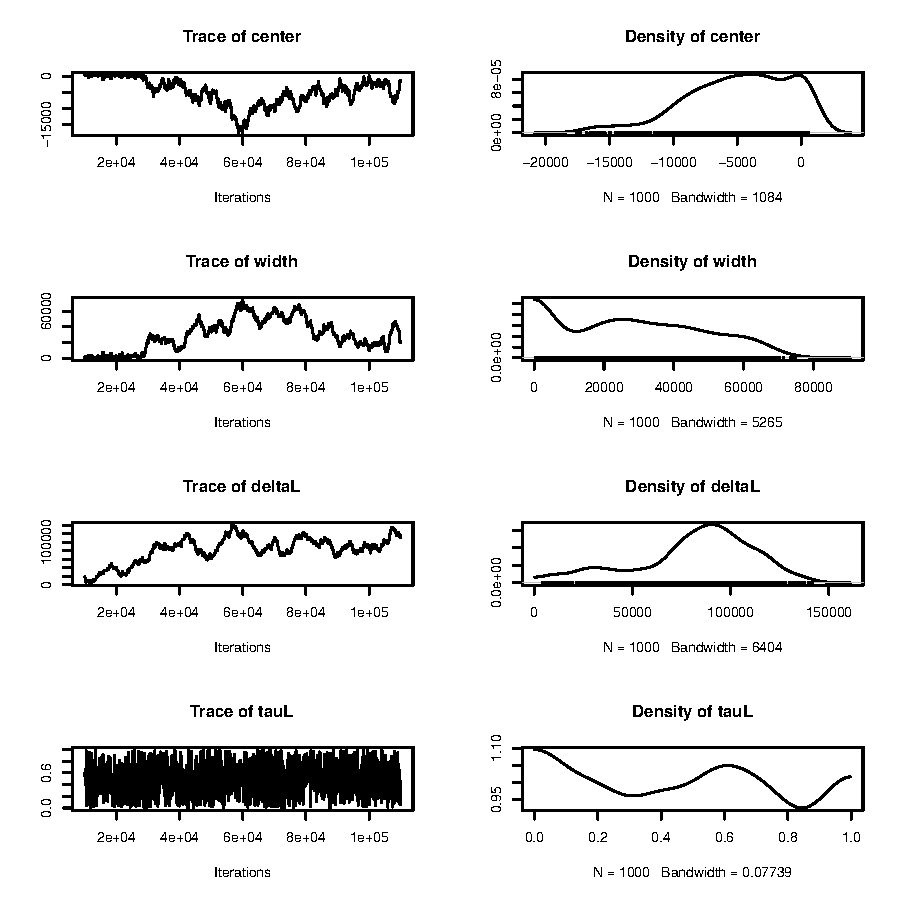 Trace of center
Density of center
0
-15000
2e+04 4e+04 6e+04 8e+04 1e+05
Iterations
8e-05
0e+00
-20000 -15000 -10000 -5000 0
N = 1000 Bandwidth = 1084
Trace of width
Density of width
60000
0
2e+04 4e+04 6e+04 8e+04 1e+05
Iterations
0.0e+00
0 20000 40000 60000 80000
N = 1000 Bandwidth = 5265
Trace of deltaL
Density of deltaL
100000
0
2e+04 4e+04 6e+04 8e+04 1e+05
Iterations
0.0e+00
0 50000 100000 150000
N = 1000 Bandwidth = 6404
Trace of tauL
Density of tauL
0.6
0.0
2e+04 4e+04 6e+04 8e+04 1e+05
Iterations
1.10
0.95
0.0 0.2 0.4 0.6 0.8 1.0
N = 1000 Bandwidth = 0.07739